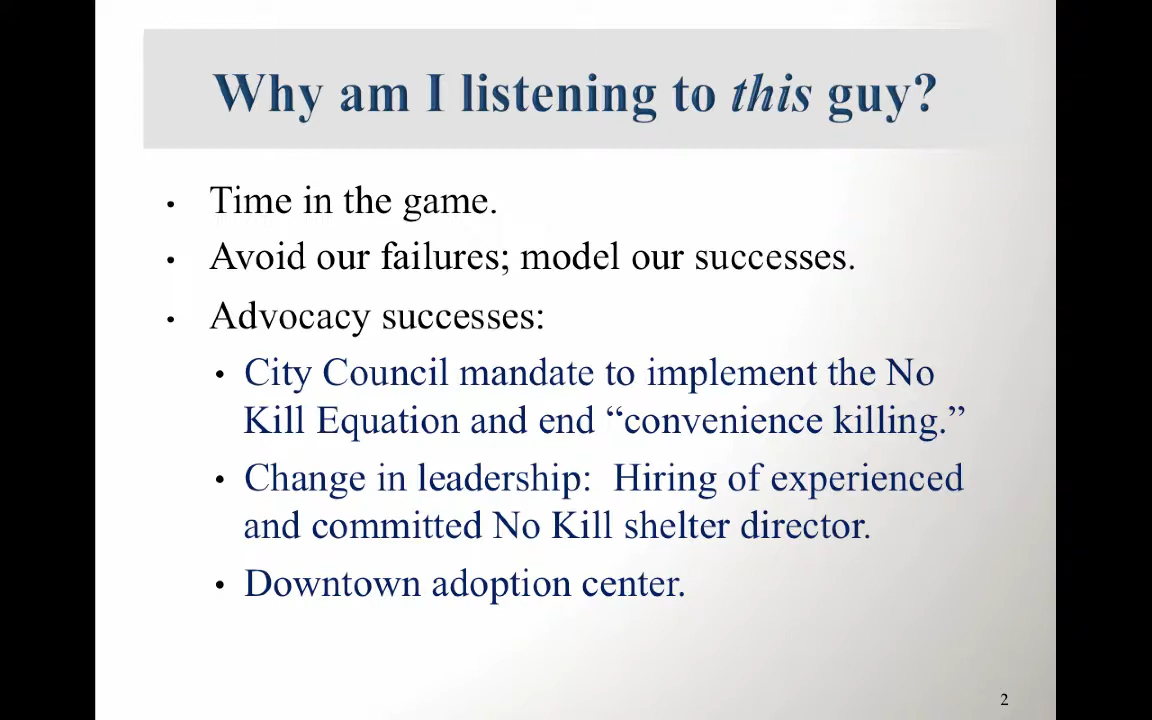 Why am I listening to this guy?
• Time in the game.
• Avoid our failures; model our successes.
• Advocacy successes:
• City Council mandate to implement the No
Kill Equation and end “convenience killing.”
• Change in leadership:  Hiring of experienced
and committed No Kill shelter director.
• Downtown adoption center.
2